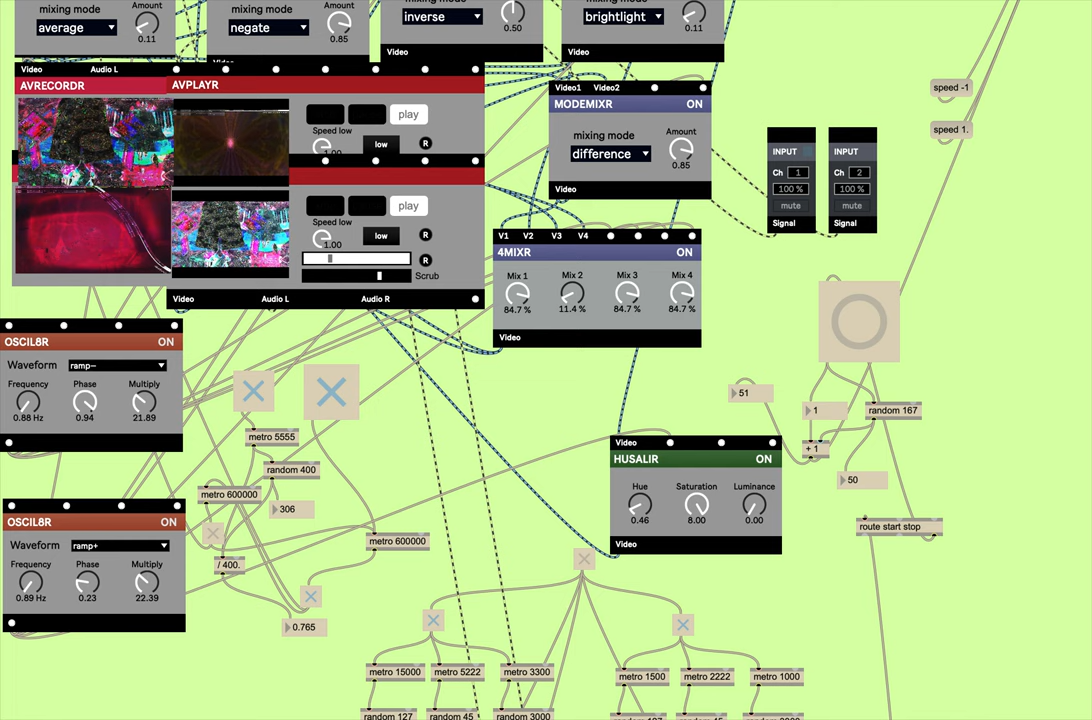 mixing mode
Amount
average
0.11
mixing mode
Amount
negate
0.85
mixing mode
inverse
0.50
Video
mixing mode
brightlight
0.11
Video
Video Audio L
AVRECORDR
AVPLAYR
play
Speed low
1.00
low
R
play
Speed low
1.00
low
R
R
Scrub
Video Audio L Audio R
Video1 Video2
MODEMIXR ON
mixing mode
Amount
difference
0.85
Video
INPUT
Ch 1
100 %
mute
Signal
INPUT
Ch 2
100 %
mute
Signal
speed -1
speed 1.
V1 V2 V3 V4
4MIXR ON
Mix 1 Mix 2 Mix 3 Mix 4
84.7 % 11.4 % 84.7 % 84.7 %
Video
OSCIL8R ON
Waveform ramp−
Frequency Phase Multiply
0.88 Hz 0.94 21.89
OSCIL8R ON
Waveform ramp+
Frequency Phase Multiply
0.89 Hz 0.23 22.39
metro 5555
random 400
metro 600000
306
metro 600000
/ 400.
0.765
Video
HUSALIR ON
Hue Saturation Luminance
0.46 8.00 0.00
Video
51
1
random 167
+ 1
50
route start stop
metro 15000
metro 5222
metro 3300
metro 1500
metro 2222
metro 1000
random 127
random 45
random 3000
random 127
random 45